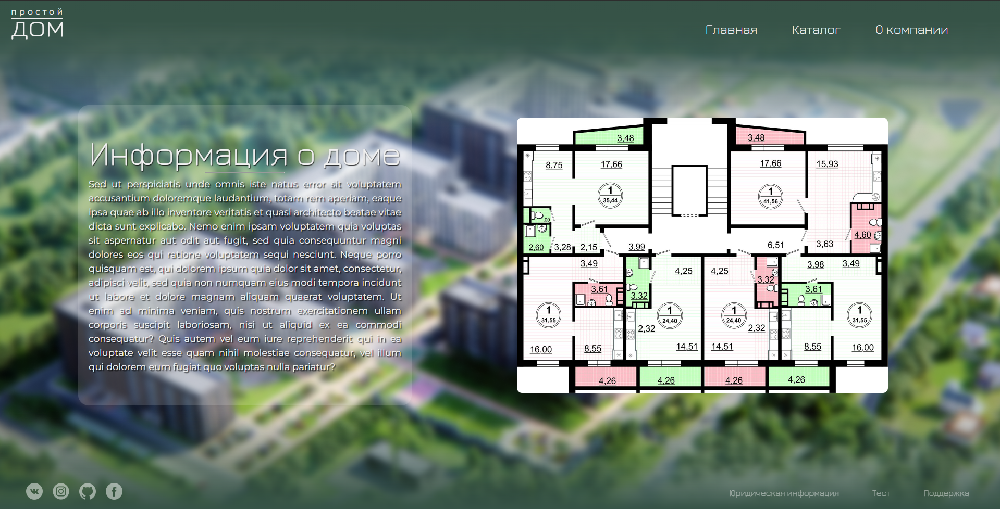 простой
ДОМ
Главная
Каталог
О компании
Информация о доме
Sed ut perspiciatis unde omnis iste natus error sit voluptatem
accusantium doloremque laudantium, totam rem aperiam, eaque
ipsa quae ab illo inventore veritatis et quasi architecto beatae vitae
dicta sunt explicabo. Nemo enim ipsam voluptatem quia voluptas
sit aspernatur aut odit aut fugit, sed quia consequuntur magni
dolores eos qui ratione voluptatem sequi nesciunt. Neque porro
quisquam est, qui dolorem ipsum quia dolor sit amet, consectetur,
adipisci velit, sed quia non numquam eius modi tempora incidunt
ut labore et dolore magnam aliquam quaerat voluptatem. Ut
enim ad minima veniam, quis nostrum exercitationem ullam
corporis suscipit laboriosam, nisi ut aliquid ex ea commodi
consequatur? Quis autem vel eum iure reprehenderit qui in ea
voluptate velit esse quam nihil molestiae consequatur, vel illum
qui dolorem eum fugiat quo voluptas nulla pariatur?
3,48
3,48
8,75
17,66
17,66
15,93
1
35,44
1
41,56
1,00
2,60
3,28
2,15
3,99
6,51
3,63
4,60
3,49
4,25
4,25
3,98
3,49
3,61
3,32
3,32
3,61
1
31,55
1
24,40
1
24,40
1
31,55
2,32
2,32
16,00
8,55
14,51
14,51
8,55
16,00
4,26
4,26
4,26
4,26
Юридическая информация
Тест
Поддержка